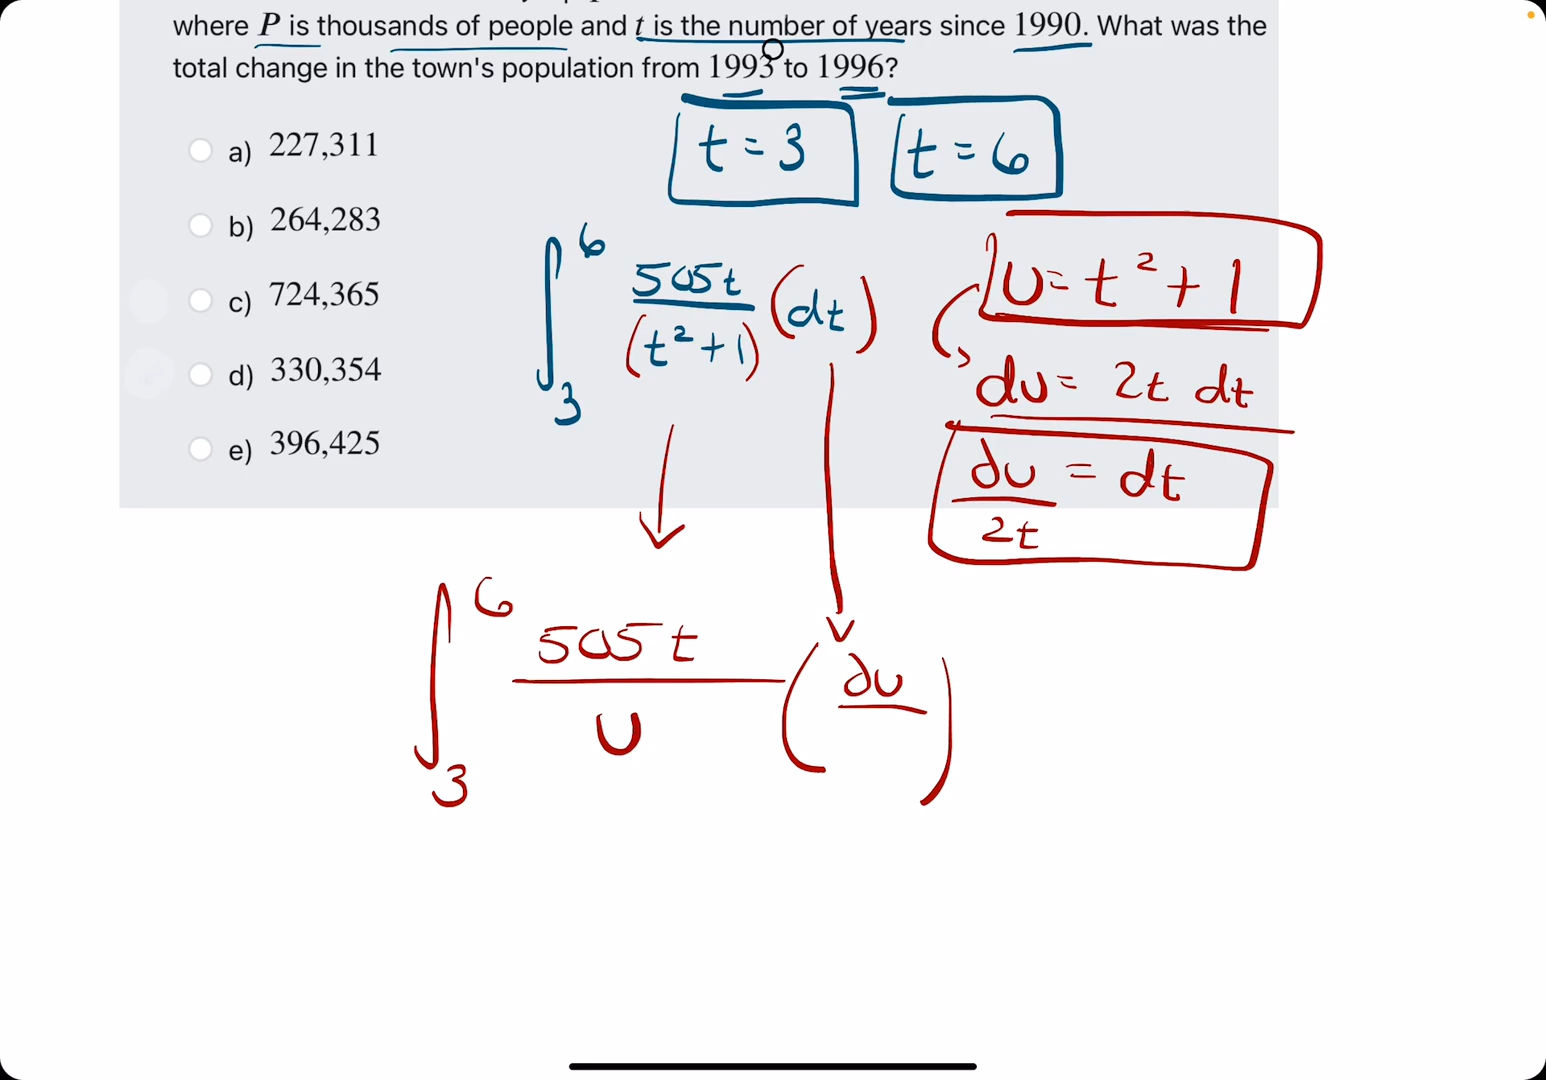 where P is thousands of people and t is the number of years since 1990. What was the
total change in the town's population from 1993 to 1996?
t = 3
t = 6
a) 227,311
b) 264,283
c) 724,365
d) 330,354
e) 396,425
∫₃⁶ 505t/(t²+1) (dt)
u = t² + 1
du = 2t dt
du/2t = dt
∫₃⁶ 505t/u (du/ )